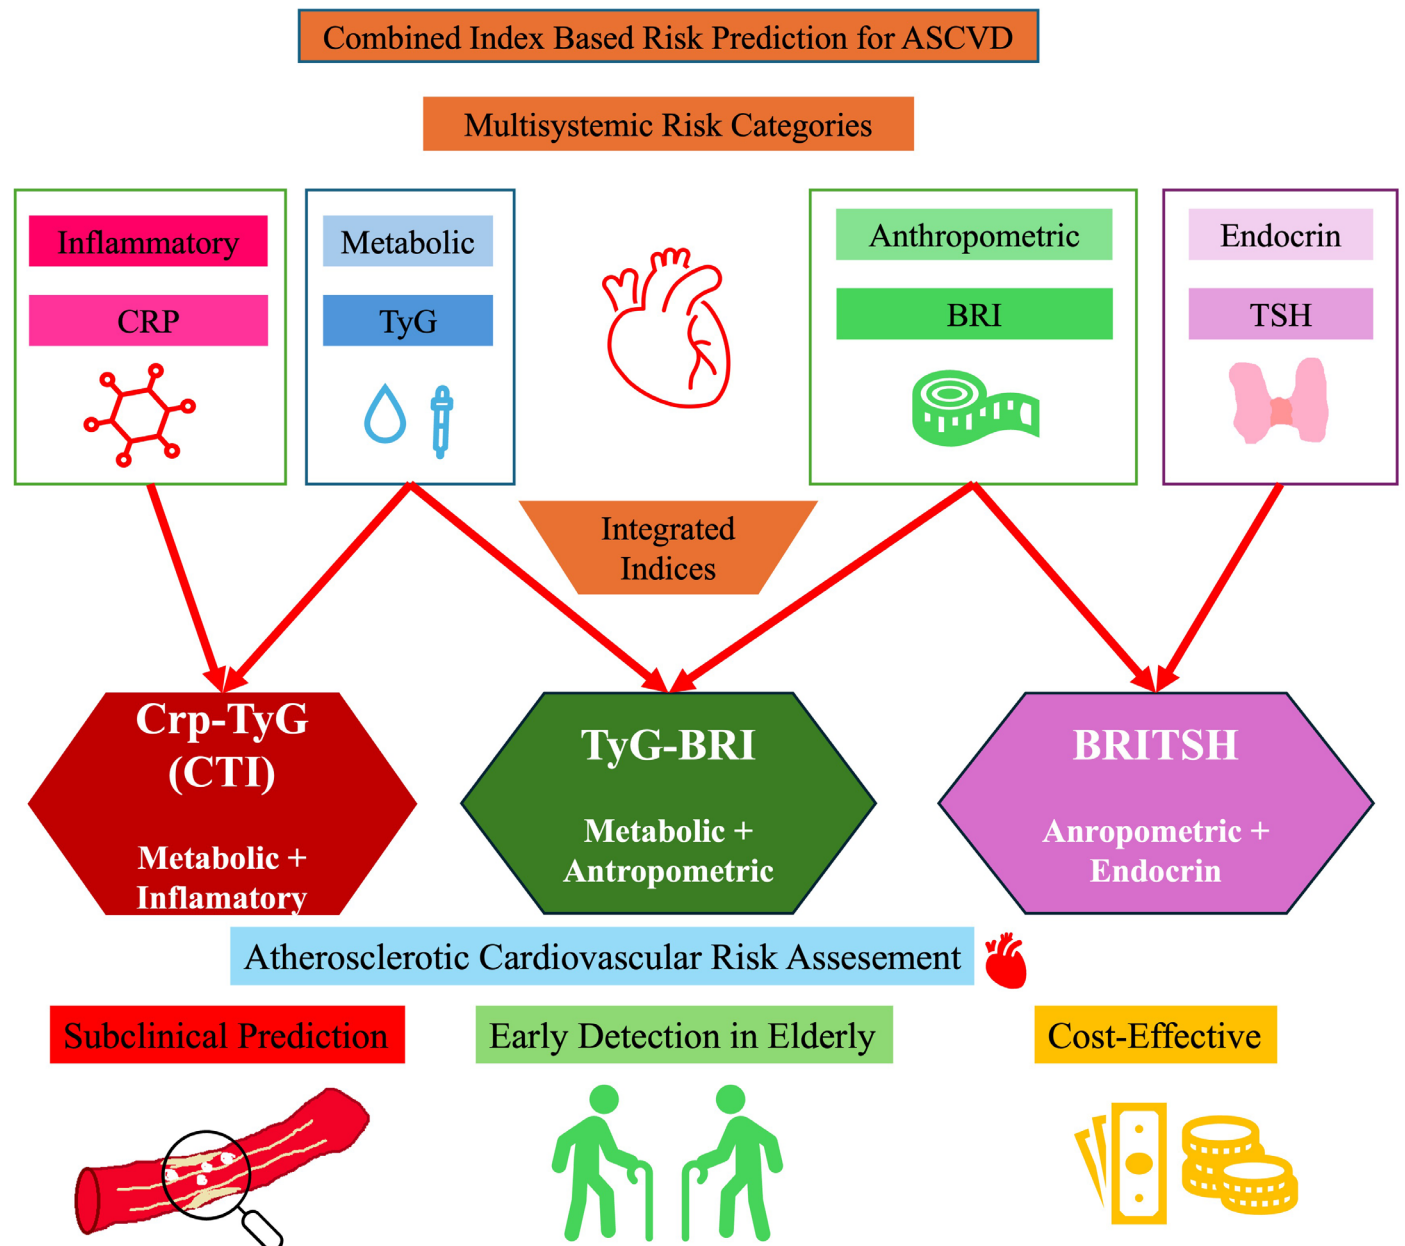 Combined Index Based Risk Prediction for ASCVD
Multisystemic Risk Categories
Inflammatory
CRP
Metabolic
TyG
Anthropometric
BRI
Endocrin
TSH
Integrated
Indices
Crp-TyG
(CTI)
Metabolic +
Inflamatory
TyG-BRI
Metabolic +
Antropometric
BRITSH
Anropometric +
Endocrin
Atherosclerotic Cardiovascular Risk Assesement
Subclinical Prediction
Early Detection in Elderly
Cost-Effective